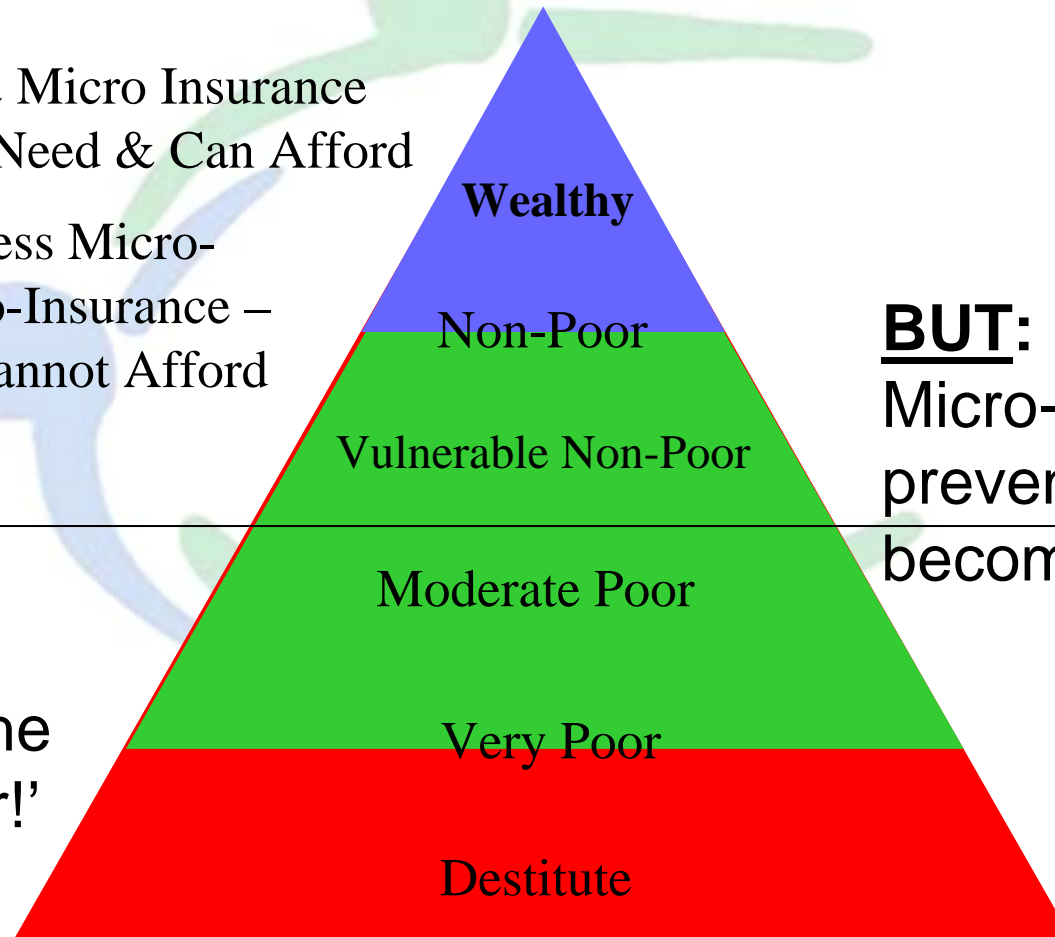 Micro Insurance
Need & Can Afford
ess Micro-
o-Insurance –
annot Afford
Wealthy
Non-Poor
Vulnerable Non-Poor
BUT:
Micro-
preven
becom
Moderate Poor
ne
r!’
Very Poor
Destitute